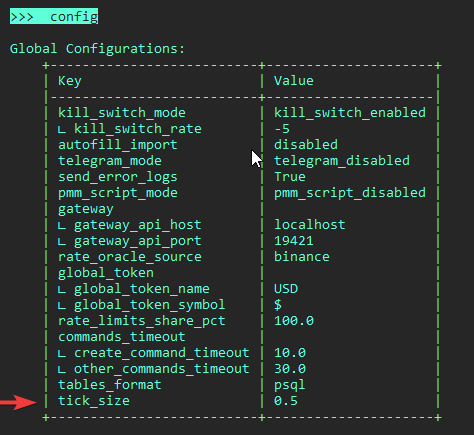 >>> config
Global Configurations:
+--------------------------+----------------------+
| Key | Value |
|--------------------------+----------------------|
| kill_switch_mode | kill_switch_enabled |
| ∟ kill_switch_rate | -5 |
| autofill_import | disabled |
| telegram_mode | telegram_disabled |
| send_error_logs | True |
| pmm_script_mode | pmm_script_disabled |
| gateway | |
| ∟ gateway_api_host | localhost |
| ∟ gateway_api_port | 19421 |
| rate_oracle_source | binance |
| global_token | |
| ∟ global_token_name | USD |
| ∟ global_token_symbol | $ |
| rate_limits_share_pct | 100.0 |
| commands_timeout | |
| ∟ create_command_timeout | 10.0 |
| ∟ other_commands_timeout | 30.0 |
| tables_format | psql |
| tick_size | 0.5 |
+--------------------------+----------------------+